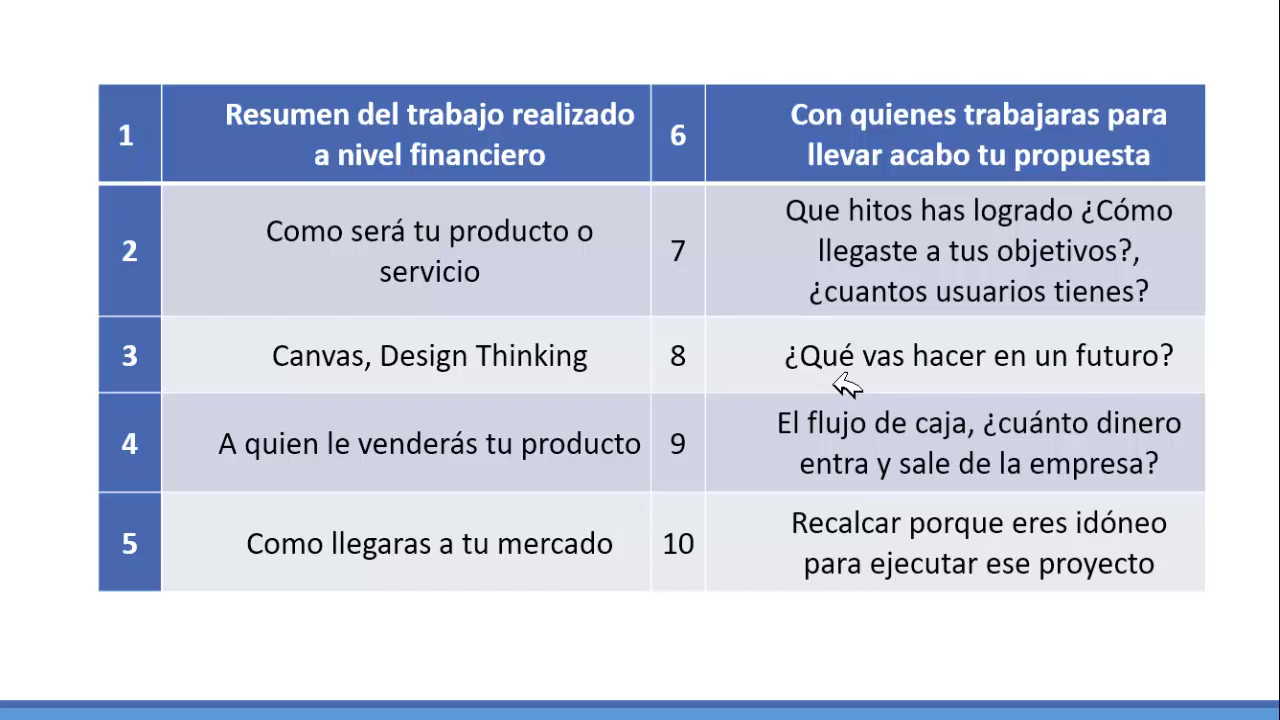 1
Resumen del trabajo realizado
a nivel financiero
6
Con quienes trabajaras para
llevar acabo tu propuesta
2
Como será tu producto o
servicio
7
Que hitos has logrado ¿Cómo
llegaste a tus objetivos?,
¿cuantos usuarios tienes?
3
Canvas, Design Thinking
8
¿Qué vas hacer en un futuro?
4
A quien le venderás tu producto
9
El flujo de caja, ¿cuánto dinero
entra y sale de la empresa?
5
Como llegaras a tu mercado
10
Recalcar porque eres idóneo
para ejecutar ese proyecto